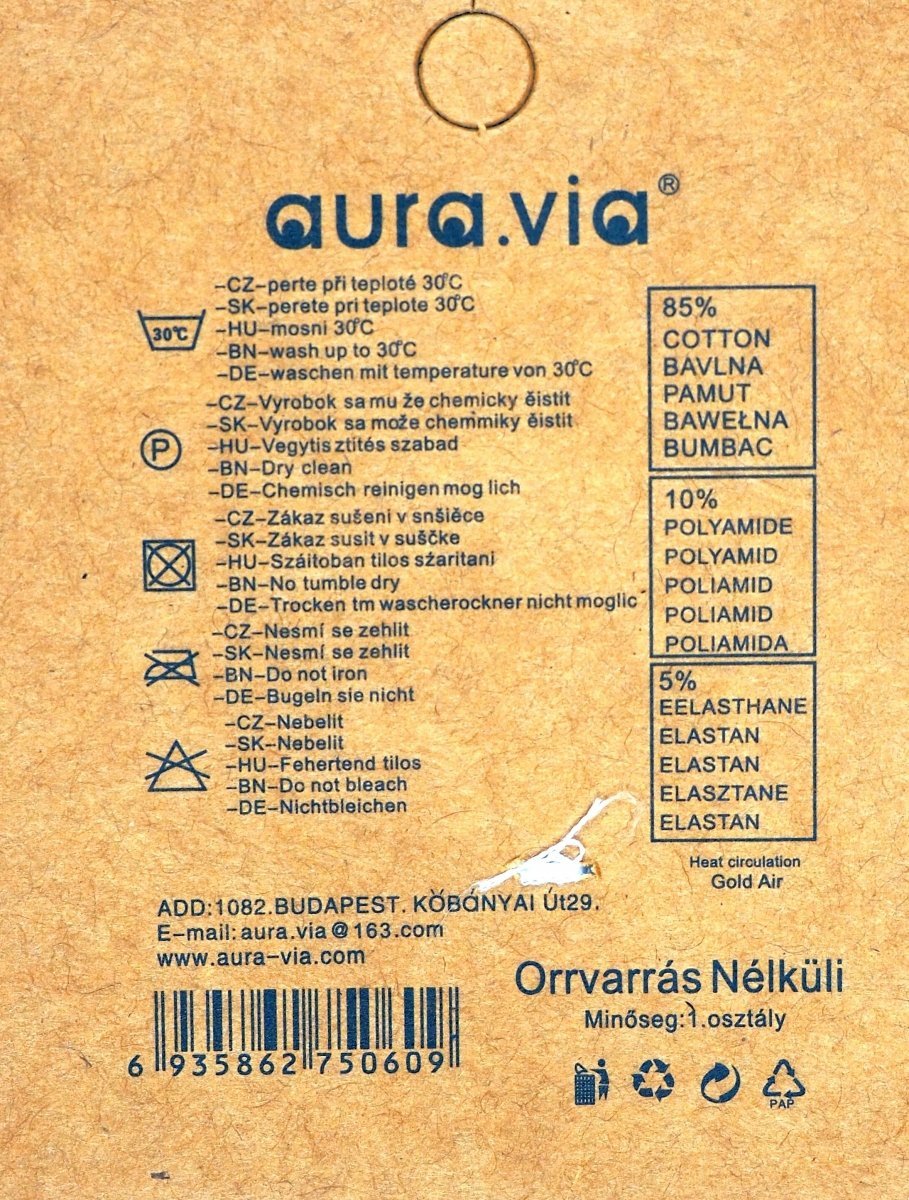 aura.via®
30℃
-CZ-perte při teploté 30℃
-SK-perete pri teplote 30℃
-HU-mosni 30℃
-BN-wash up to 30℃
-DE-waschen mit temperature von 30℃
P
-CZ-Vyrobok sa mu že chemicky ěistit
-SK-Vyrobok sa može chemmiky ěistit
-HU-Vegytis ztités szabad
-BN-Dry clean
-DE-Chemisch reinigen mog lich
-CZ-Zákaz sušeni v snšiěce
-SK-Zákaz susit v suščke
-HU-Száitoban tilos sźaritani
-BN-No tumble dry
-DE-Trocken tm wascherockner nicht moglic
-CZ-Nesmí se zehlit
-SK-Nesmí se zehlit
-BN-Do not iron
-DE-Bugeln sie nicht
-CZ-Nebelit
-SK-Nebelit
-HU-Fehertend tilos
-BN-Do not bleach
-DE-Nichtbleichen
85%
COTTON
BAVLNA
PAMUT
BAWEŁNA
BUMBAC
10%
POLYAMIDE
POLYAMID
POLIAMID
POLIAMID
POLIAMIDA
5%
EELASTHANE
ELASTAN
ELASTAN
ELASZTANE
ELASTAN
Heat circulation
Gold Air
ADD:1082.BUDAPEST. KŐBÁNYAI Út29.
E-mail:aura.via@163.com
www.aura-via.com
6 935862 750609
Orrvarrás Nélküli
Minőseg:1.osztály
PAP